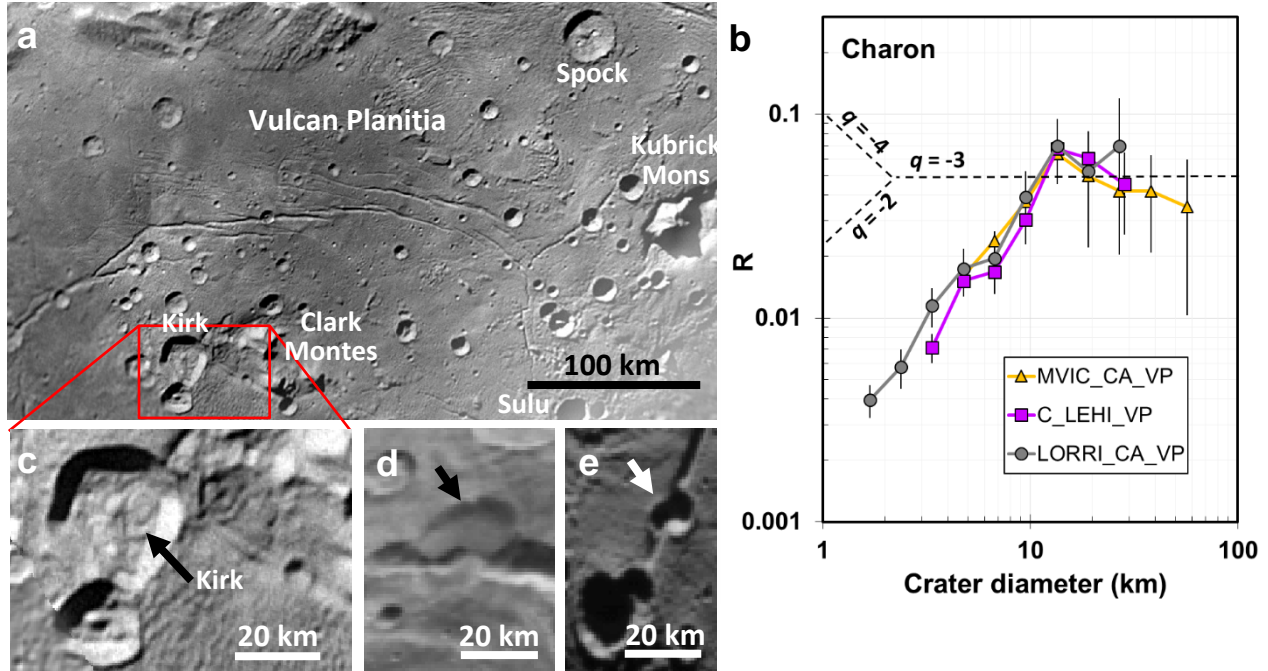 a
Spock
Vulcan Planitia
Kubrick
Mons
Kirk
Clark
Montes
100 km
Sulu
c
Kirk
20 km
d
20 km
e
20 km
b
Charon
R
0.1
0.01
0.001
q = -4
q = -3
q = -2
MVIC_CA_VP
C_LEHI_VP
LORRI_CA_VP
1
10
100
Crater diameter (km)